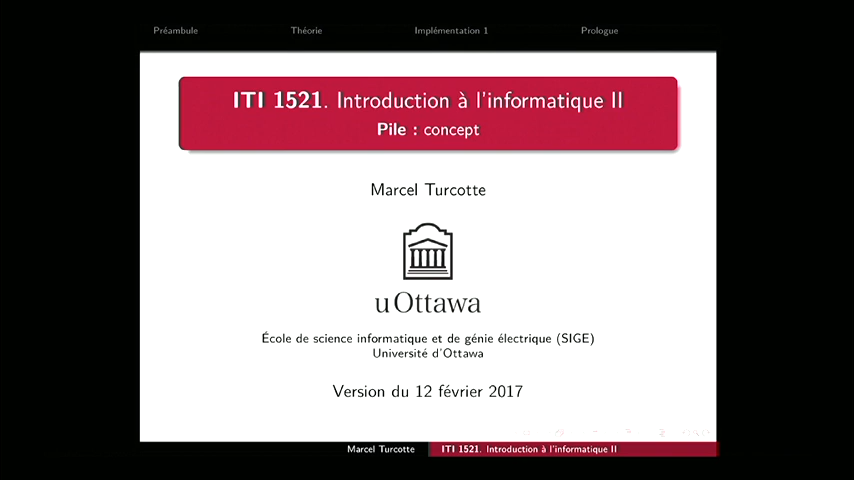 Préambule Théorie Implémentation 1 Prologue
ITI 1521. Introduction à l'informatique II
Pile : concept
Marcel Turcotte
uOttawa
École de science informatique et de génie électrique (SIGE)
Université d'Ottawa
Version du 12 février 2017
Marcel Turcotte ITI 1521. Introduction à l'informatique II